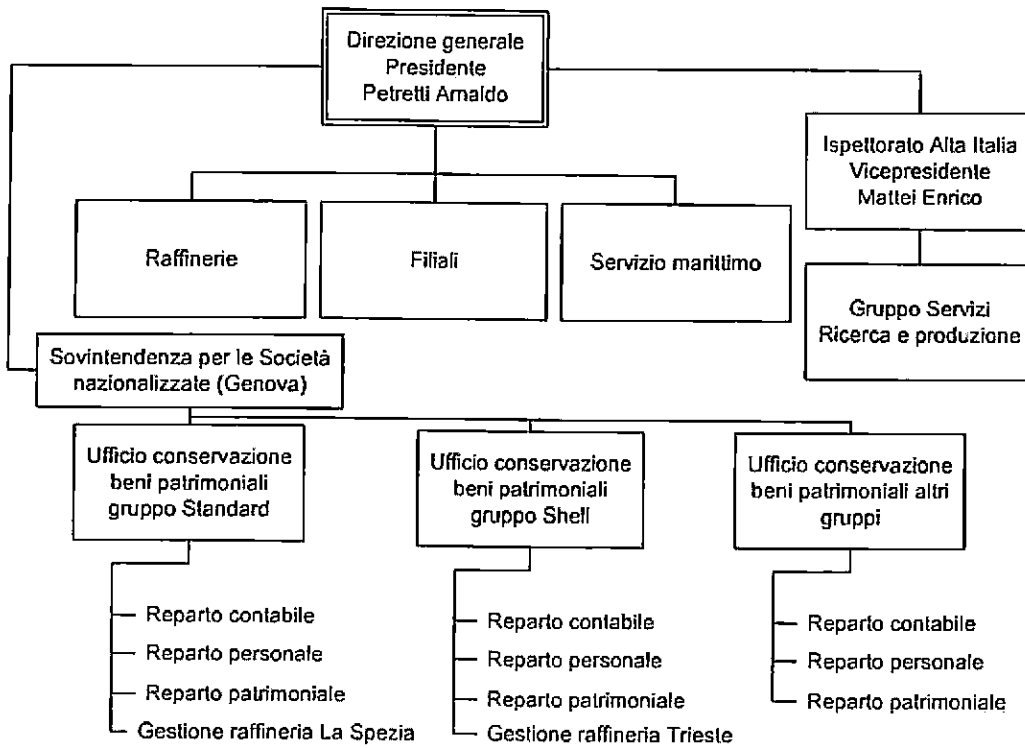 Direzione generale
Presidente
Petretti Arnaldo
Ispettorato Alta Italia
Vicepresidente
Mattei Enrico
Raffinerie
Filiali
Servizio marittimo
Gruppo Servizi
Ricerca e produzione
Sovintendenza per le Società
nazionalizzate (Genova)
Ufficio conservazione
beni patrimoniali
gruppo Standard
Ufficio conservazione
beni patrimoniali
gruppo Shell
Ufficio conservazione
beni patrimoniali altri
gruppi
Reparto contabile
Reparto personale
Reparto patrimoniale
Gestione raffineria La Spezia
Reparto contabile
Reparto personale
Reparto patrimoniale
Gestione raffineria Trieste
Reparto contabile
Reparto personale
Reparto patrimoniale